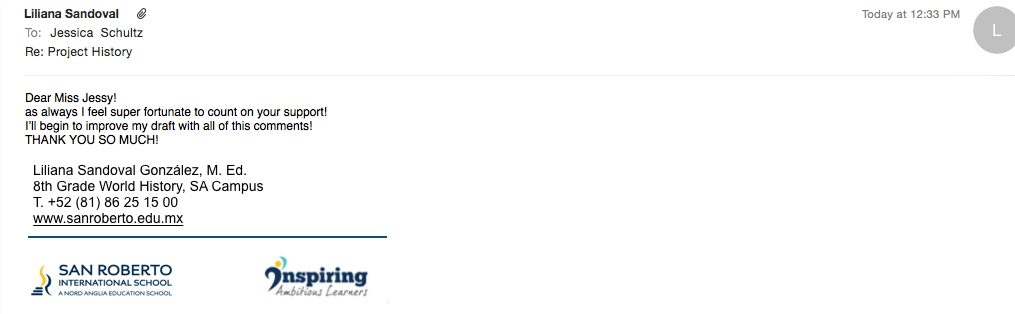 Liliana Sandoval
Today at 12:33 PM
L
To: Jessica Schultz
Re: Project History
Dear Miss Jessy!
as always I feel super fortunate to count on your support!
I'll begin to improve my draft with all of this comments!
THANK YOU SO MUCH!
Liliana Sandoval González, M. Ed.
8th Grade World History, SA Campus
T. +52 (81) 86 25 15 00
www.sanroberto.edu.mx
SAN ROBERTO
INTERNATIONAL SCHOOL
A NORD ANGLIA EDUCATION SCHOOL
Inspiring
Ambitious Learners